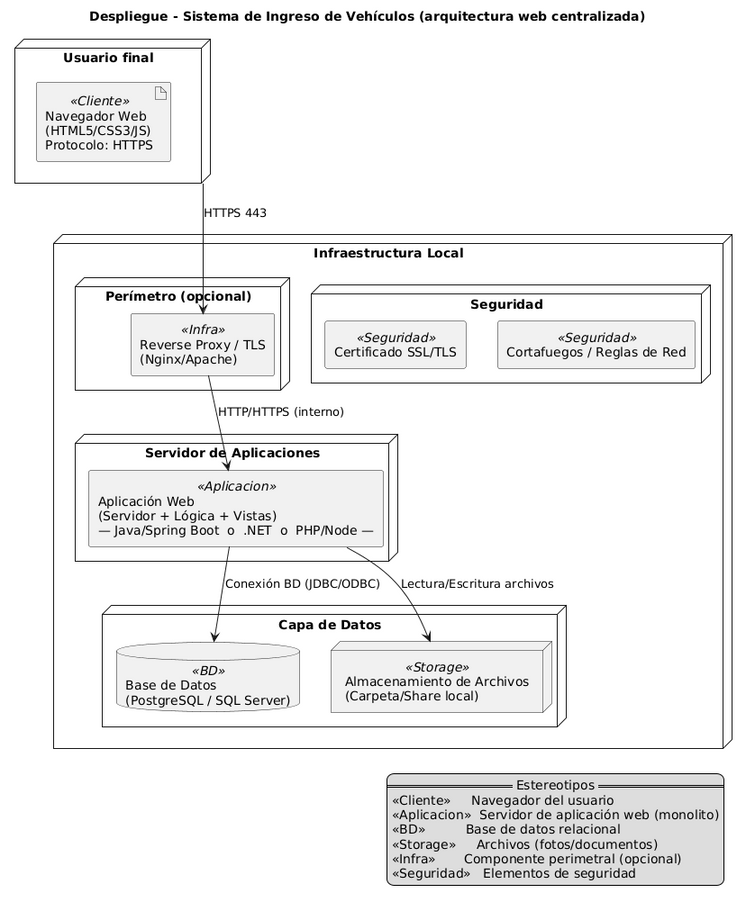 Despliegue - Sistema de Ingreso de Vehículos (arquitectura web centralizada)
Usuario final
«Cliente»
Navegador Web
(HTML5/CSS3/JS)
Protocolo: HTTPS
HTTPS 443
Infraestructura Local
Perímetro (opcional)
«Infra»
Reverse Proxy / TLS
(Nginx/Apache)
Seguridad
«Seguridad»
Certificado SSL/TLS
«Seguridad»
Cortafuegos / Reglas de Red
HTTP/HTTPS (interno)
Servidor de Aplicaciones
«Aplicacion»
Aplicación Web
(Servidor + Lógica + Vistas)
— Java/Spring Boot o .NET o PHP/Node —
Conexión BD (JDBC/ODBC)
Lectura/Escritura archivos
Capa de Datos
«BD»
Base de Datos
(PostgreSQL / SQL Server)
«Storage»
Almacenamiento de Archivos
(Carpeta/Share local)
Estereotipos
«Cliente» Navegador del usuario
«Aplicacion» Servidor de aplicación web (monolito)
«BD» Base de datos relacional
«Storage» Archivos (fotos/documentos)
«Infra» Componente perimetral (opcional)
«Seguridad» Elementos de seguridad